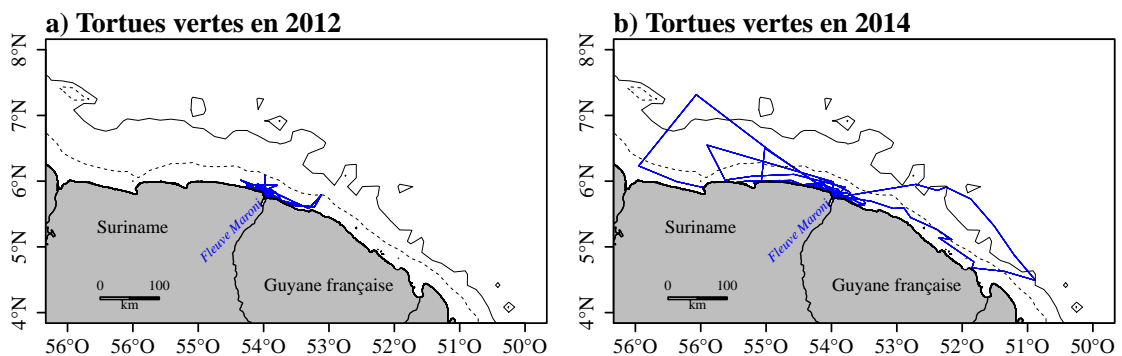 a) Tortues vertes en 2012
8°N
7°N
6°N
5°N
4°N
Suriname
Fleuve Maroni
Guyane française
0 100
km
56°O 56°O 55°O 54°O 53°O 52°O 50°O
b) Tortues vertes en 2014
8°N
7°N
6°N
5°N
4°N
Suriname
Fleuve Maroni
Guyane française
0 100
km
56°O 56°O 55°O 54°O 53°O 52°O 50°O